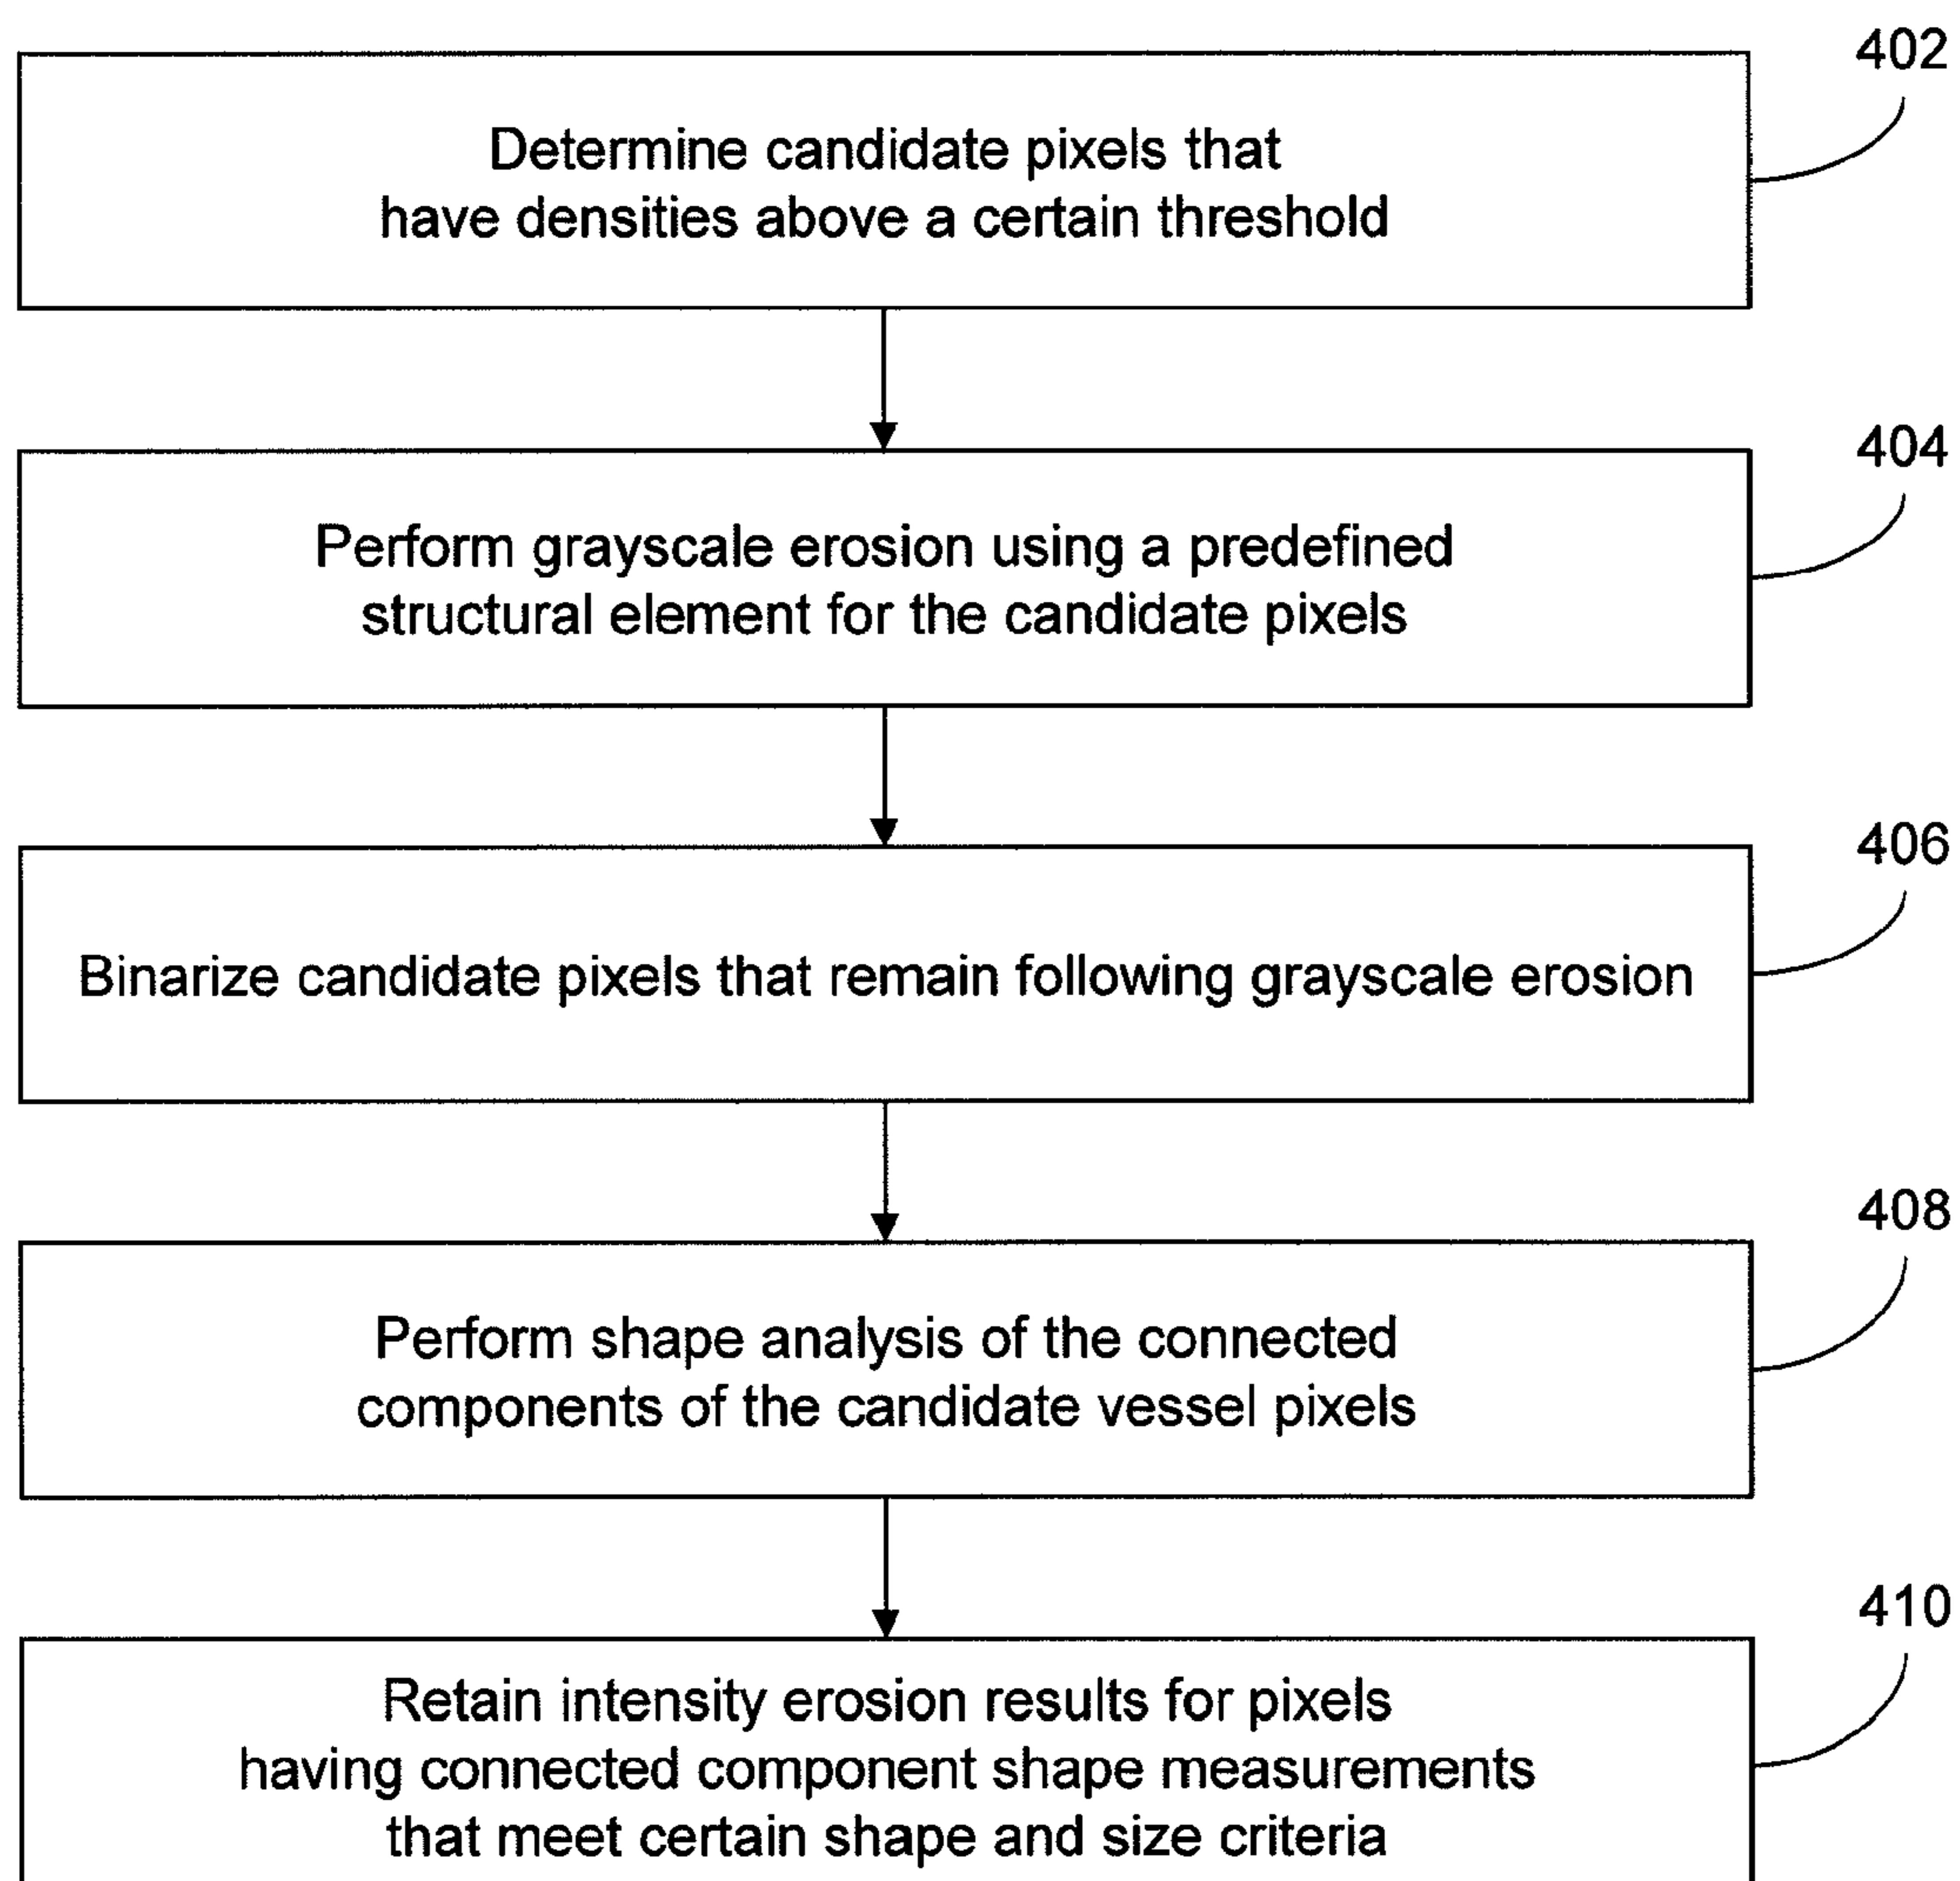 402
Determine candidate pixels that
have densities above a certain threshold
404
Perform grayscale erosion using a predefined
structural element for the candidate pixels
406
Binarize candidate pixels that remain following grayscale erosion
408
Perform shape analysis of the connected
components of the candidate vessel pixels
410
Retain intensity erosion results for pixels
having connected component shape measurements
that meet certain shape and size criteria